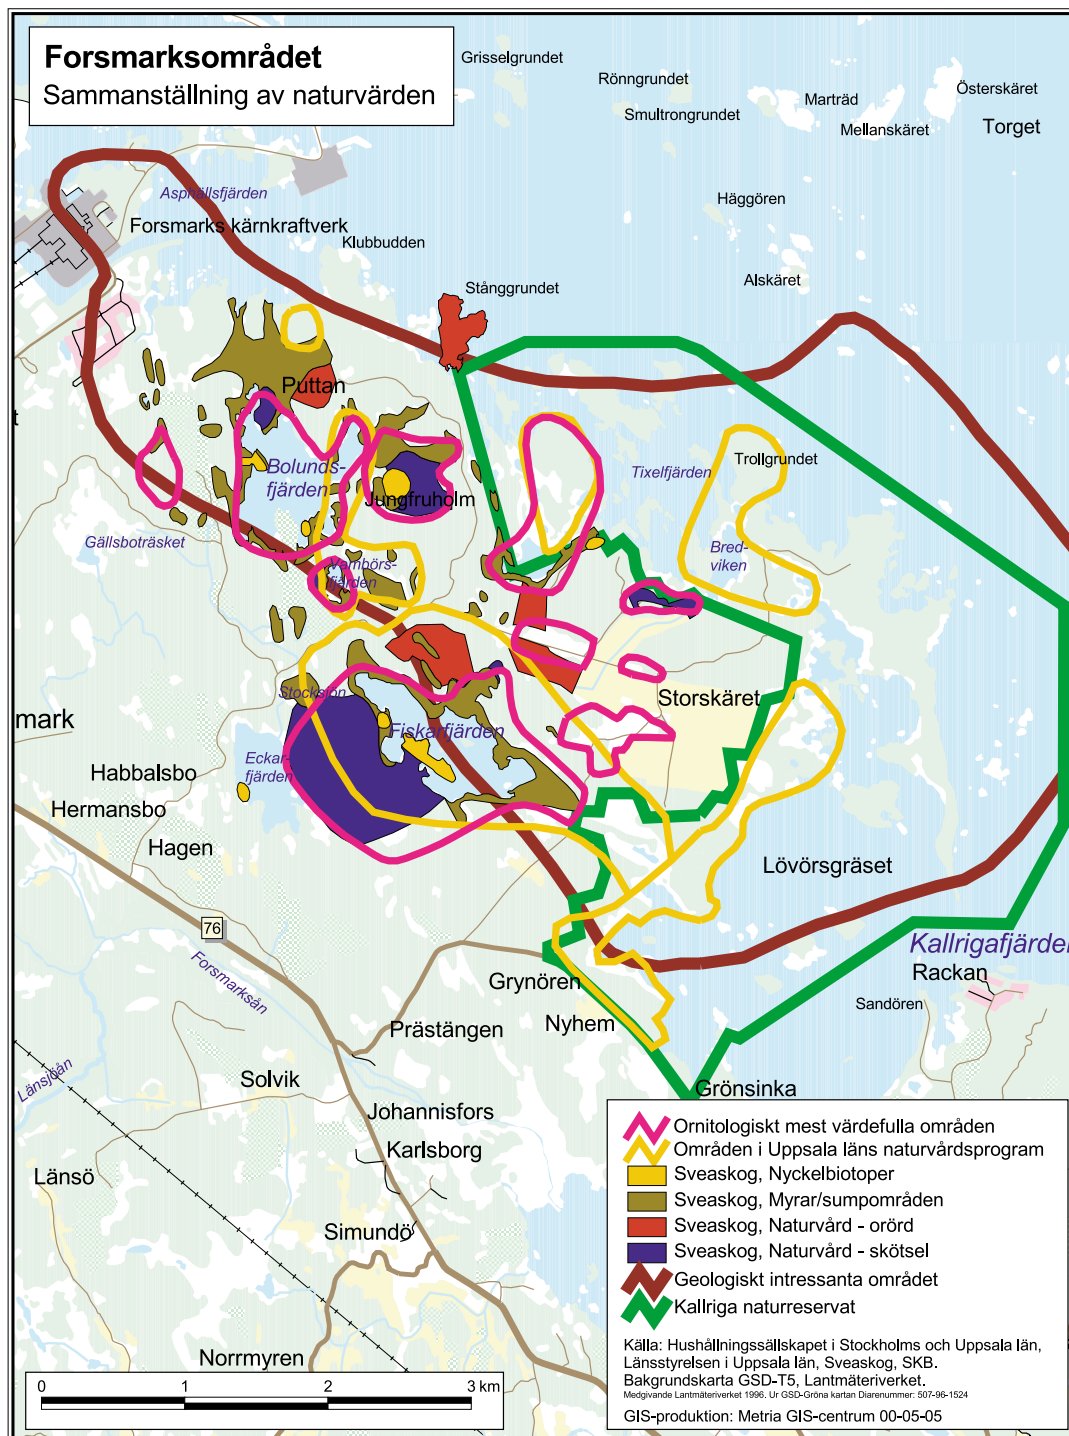 Forsmarksområdet
Sammanställning av naturvärden
Grisselgrundet
Rönngrundet
Smultrongrundet
Marträd
Mellanskäret
Österskäret
Torget
Asphällsfjärden
Forsmarks kärnkraftverk
Klubbudden
Häggören
Alskäret
Stånggrundet
Puttan
t
Bolunds-
fjärden
Jungfruholm
Tixelfjärden
Trollgrundet
Gällsboträsket
Vambörs-
fjärden
Bred-
viken
Stocksjön
Storskäret
mark
Fiskarfjärden
Eckar-
fjärden
Habbalsbo
Hermansbo
Hagen
Lövörsgräset
76
Forsmarksån
Kallrigafjärden
Rackan
Grynören
Sandören
Nyhem
Prästängen
Länsjöån
Solvik
Grönsinka
Johannisfors
Karlsborg
Länsö
Simundö
Norrmyren
Ornitologiskt mest värdefulla områden
Områden i Uppsala läns naturvårdsprogram
Sveaskog, Nyckelbiotoper
Sveaskog, Myrar/sumpområden
Sveaskog, Naturvård - orörd
Sveaskog, Naturvård - skötsel
Geologiskt intressanta området
Kallriga naturreservat
Källa: Hushållningssällskapet i Stockholms och Uppsala län,
Länsstyrelsen i Uppsala län, Sveaskog, SKB.
Bakgrundskarta GSD-T5, Lantmäteriverket.
Medgivande Lantmäteriverket 1996. Ur GSD-Gröna kartan Diarenummer: 507-96-1524
GIS-produktion: Metria GIS-centrum 00-05-05
0 1 2 3 km